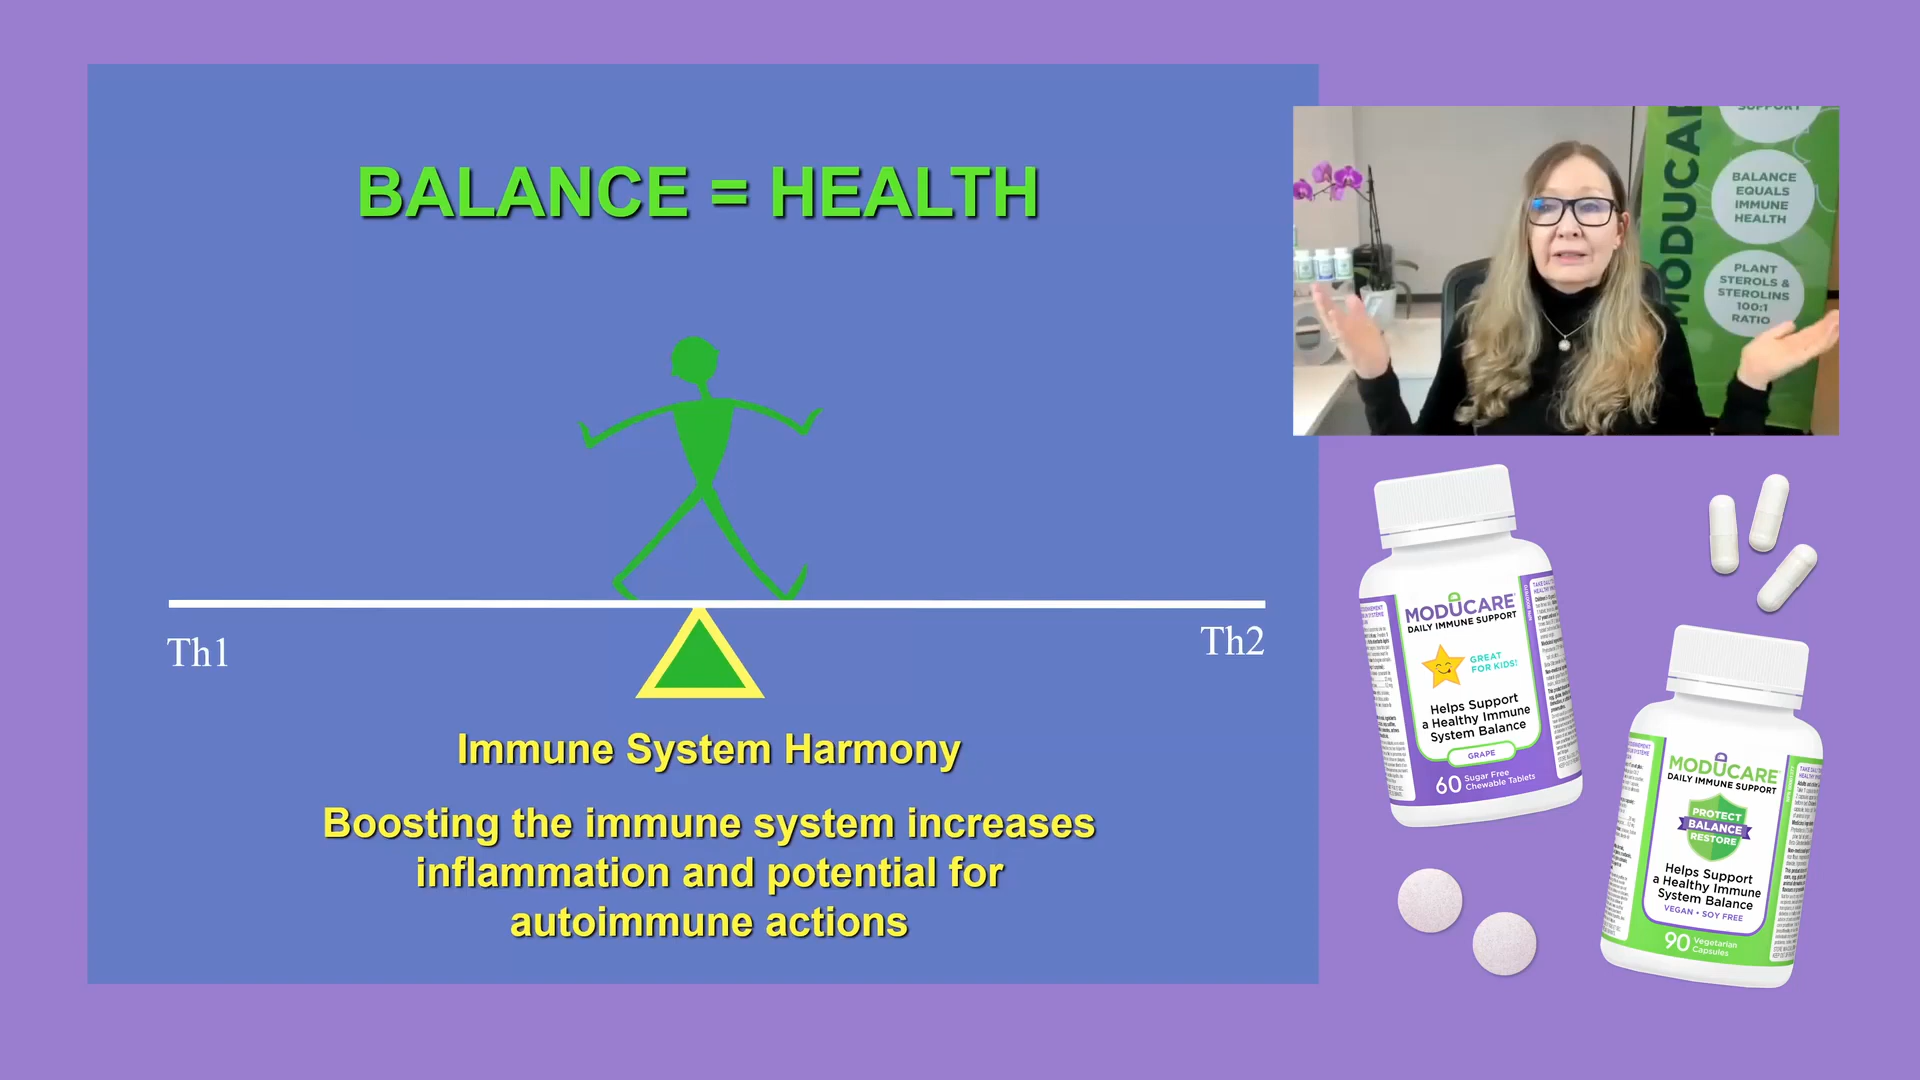 BALANCE = HEALTH
Th1
Th2
Immune System Harmony
Boosting the immune system increases
inflammation and potential for
autoimmune actions
SUPPORT
BALANCE
EQUALS
IMMUNE
HEALTH
PLANT
STEROLS &
STEROLINS
100:1
RATIO
MODUCARE
DAILY IMMUNE SUPPORT
GREAT
FOR KIDS!
Helps Support
a Healthy Immune
System Balance
GRAPE
60 Sugar Free
Chewable Tablets
MODUCARE
DAILY IMMUNE SUPPORT
PROTECT
BALANCE
RESTORE
Helps Support
a Healthy Immune
System Balance
VEGAN • SOY FREE
90 Vegetarian
Capsules